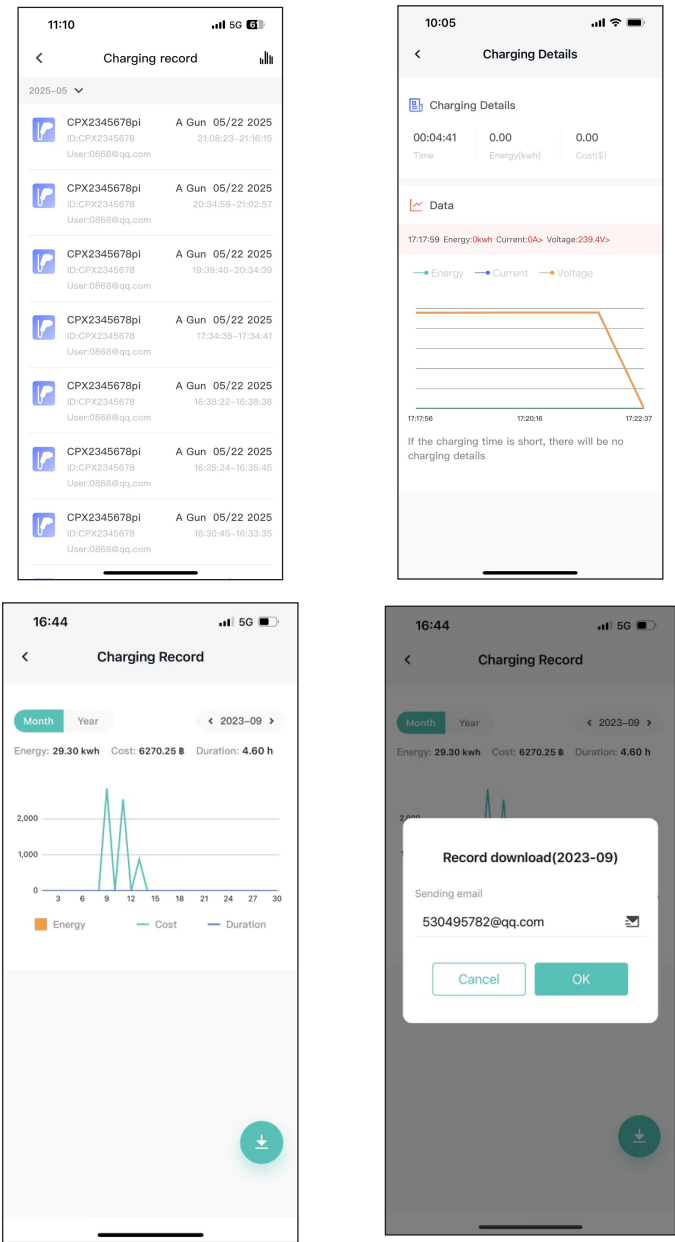 11:10
5G 61
Charging record
2025-05
CPX2345678pi A Gun 05/22 2025
ID:CPX2345678 21:08:23-21:16:15
User:0868@qq.com
CPX2345678pi A Gun 05/22 2025
ID:CPX2345678 20:34:59-21:02:57
User:0868@qq.com
CPX2345678pi A Gun 05/22 2025
ID:CPX2345678 19:39:40-20:34:39
User:0868@qq.com
CPX2345678pi A Gun 05/22 2025
ID:CPX2345678 17:34:38-17:34:41
User:0868@qq.com
CPX2345678pi A Gun 05/22 2025
ID:CPX2345678 16:38:22-16:38:38
User:0868@qq.com
CPX2345678pi A Gun 05/22 2025
ID:CPX2345678 16:35:24-16:35:45
User:0868@qq.com
CPX2345678pi A Gun 05/22 2025
ID:CPX2345678 16:30:45-16:33:35
User:0868@qq.com
10:05
Charging Details
Charging Details
00:04:41 0.00 0.00
Time Energy(kwh) Cost($)
Data
17:17:59 Energy:0kwh Current:0A> Voltage:239.4V>
Energy Current Voltage
17:17:56 17:20:16 17:22:37
If the charging time is short, there will be no
charging details
16:44 5G
Charging Record
Month Year < 2023-09 >
Energy: 29.30 kwh Cost: 6270.25 ฿ Duration: 4.60 h
2,000
1,000
0
3 6 9 12 15 18 21 24 27 30
Energy Cost Duration
16:44 5G
Charging Record
Month Year < 2023-09 >
Energy: 29.30 kwh Cost: 6270.25 ฿ Duration: 4.60 h
2,000
Record download(2023-09)
Sending email
530495782@qq.com
Cancel OK